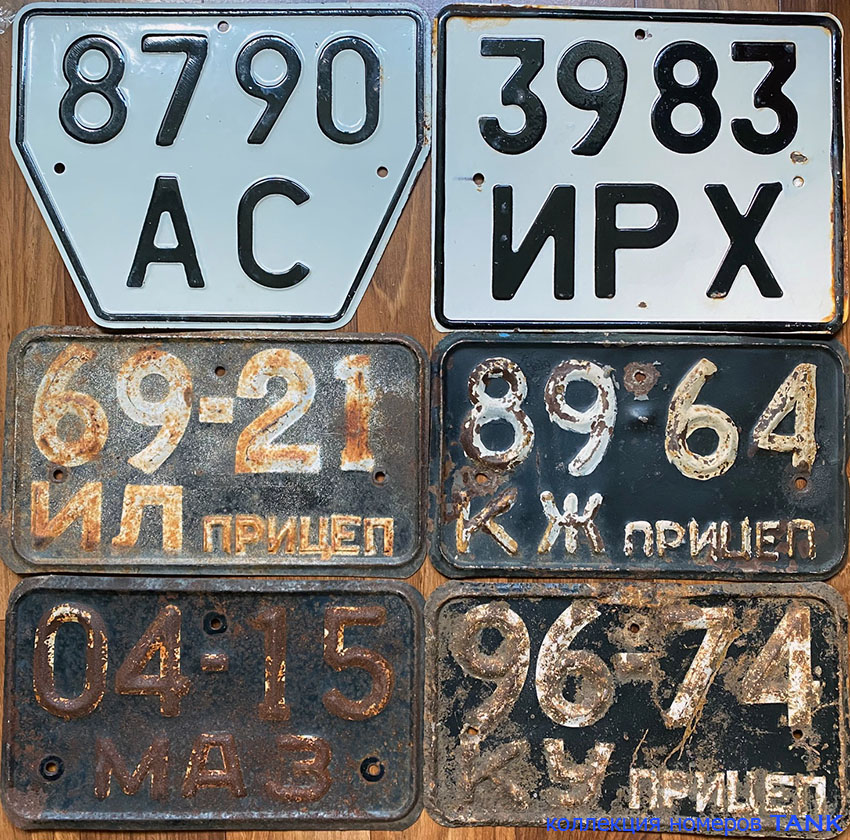 8790
АС
3983
ИРХ
69-21
ИЛ ПРИЦЕП
89 64
КЖ ПРИЦЕП
04-15
МАЗ
96-74
КУ ПРИЦЕП
коллекция номеров TANK